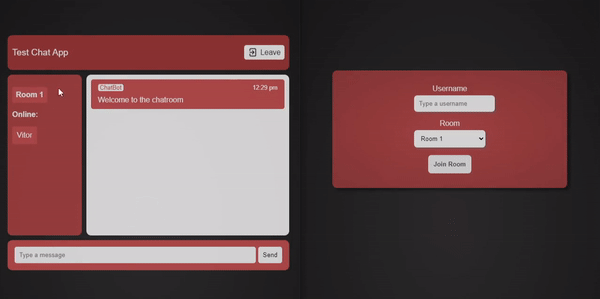 Test Chat App
Leave
Room 1
Online:
Vitor
ChatBot
12:29 pm
Welcome to the chatroom
Type a message
Send
Username
Type a username
Room
Room 1
Join Room